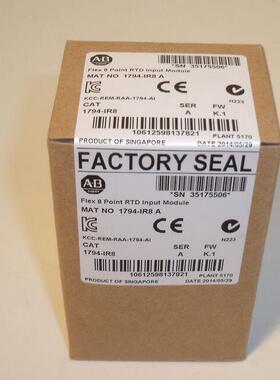 AB
*SN 35175506*
Flex 8 Point RTD Input Module
MAT NO 1794-IR8 A
KCC-REM-RAA-1794-AI
N223
CAT SER FW
1794-IR8 A K.1
10612598137821
PLANT 5170
PRODUCT OF SINGAPORE DATE 2014/05/29
FACTORY SEAL
AB
*SN 35175506*
Flex 8 Point RTD Input Module
MAT NO 1794-IR8 A
KCC-REM-RAA-1794-AI
N223
CAT SER FW
1794-IR8 A K.1
10612598137821
PLANT 5170
PRODUCT OF SINGAPORE DATE 2014/05/29